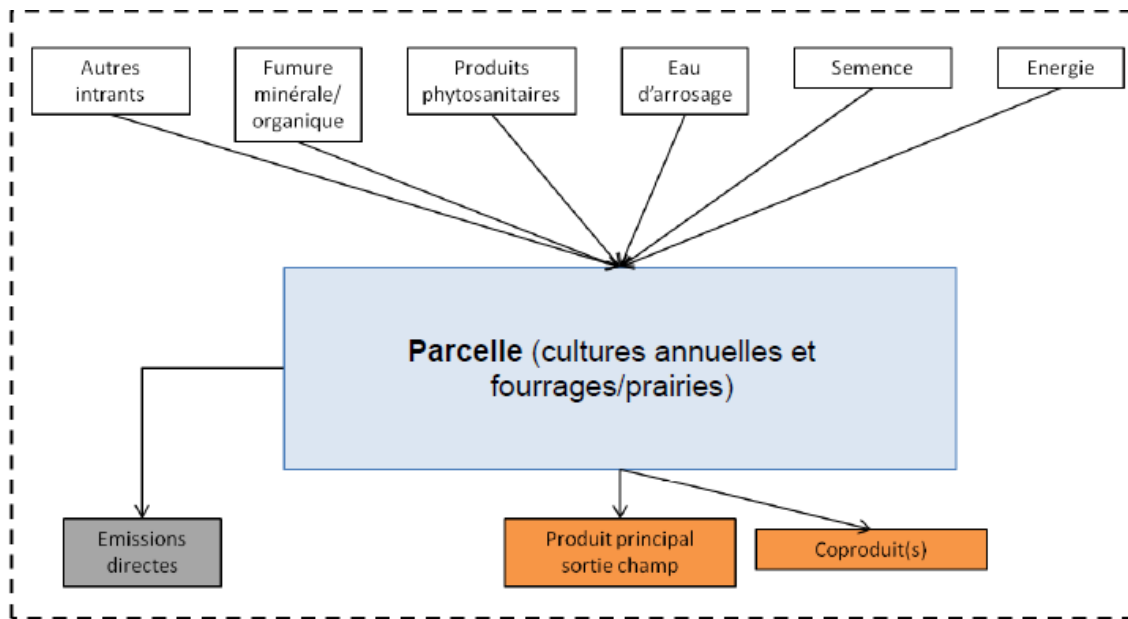 Autres
intrants
Fumure
minérale/
organique
Produits
phytosanitaires
Eau
d'arrosage
Semence
Energie
Parcelle (cultures annuelles et
fourrages/prairies)
Emissions
directes
Produit principal
sortie champ
Coproduit(s)